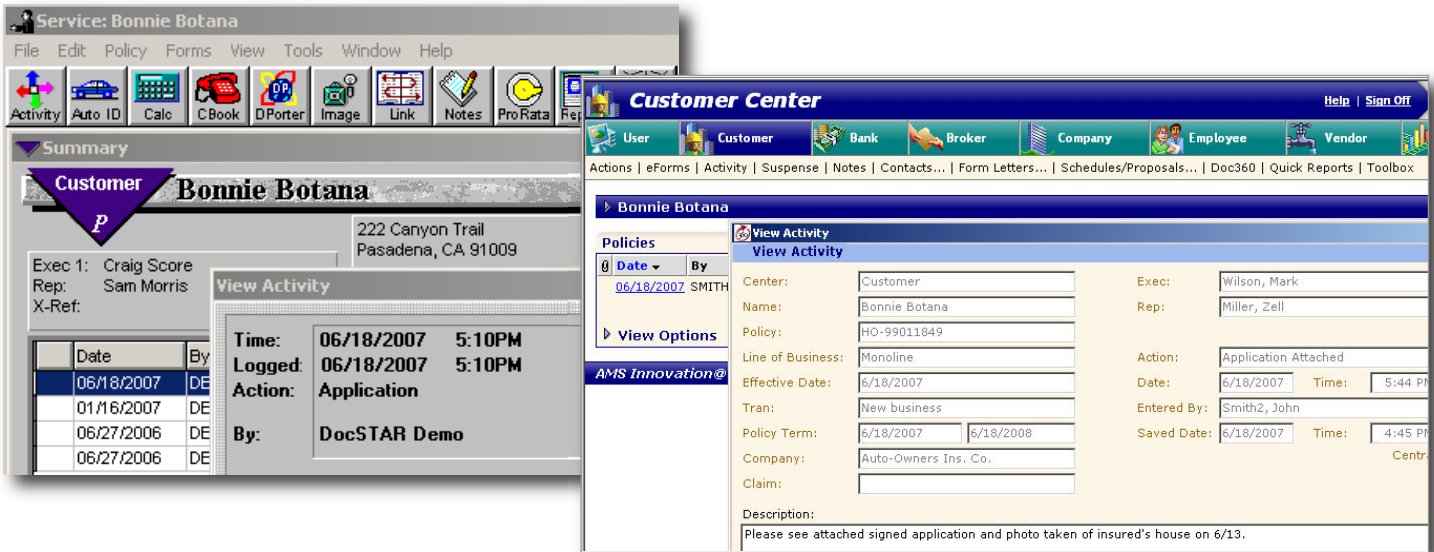 Service: Bonnie Botana
File Edit Policy Forms View Tools Window Help
Activity Auto ID Calc CBook DPorter Image Link Notes ProRata
Summary
Customer
P
Bonnie Botana
222 Canyon Trail
Pasadena, CA 91009
Exec 1: Craig Score
Rep: Sam Morris
X-Ref:
Date By
06/18/2007 DE
01/16/2007 DE
06/27/2006 DE
06/27/2006 DE
View Activity
Time: 06/18/2007 5:10PM
Logged: 06/18/2007 5:10PM
Action: Application
By: DocSTAR Demo
Customer Center
Help | Sign Off
User Customer Bank Broker Company Employee Vendor
Actions | eForms | Activity | Suspense | Notes | Contacts... | Form Letters... | Schedules/Proposals... | Doc360 | Quick Reports | Toolbox
Bonnie Botana
Policies
Date By
06/18/2007 SMITH
View Options
AMS Innovation@
View Activity
View Activity
Center: Customer Exec: Wilson, Mark
Name: Bonnie Botana Rep: Miller, Zell
Policy: HO-99011849
Line of Business: Monoline Action: Application Attached
Effective Date: 6/18/2007 Date: 6/18/2007 Time: 5:44 PM
Tran: New business Entered By: Smith2, John
Policy Term: 6/18/2007 6/18/2008 Saved Date: 6/18/2007 Time: 4:45 PM
Company: Auto-Owners Ins. Co. Centr
Claim:
Description:
Please see attached signed application and photo taken of insured's house on 6/13.